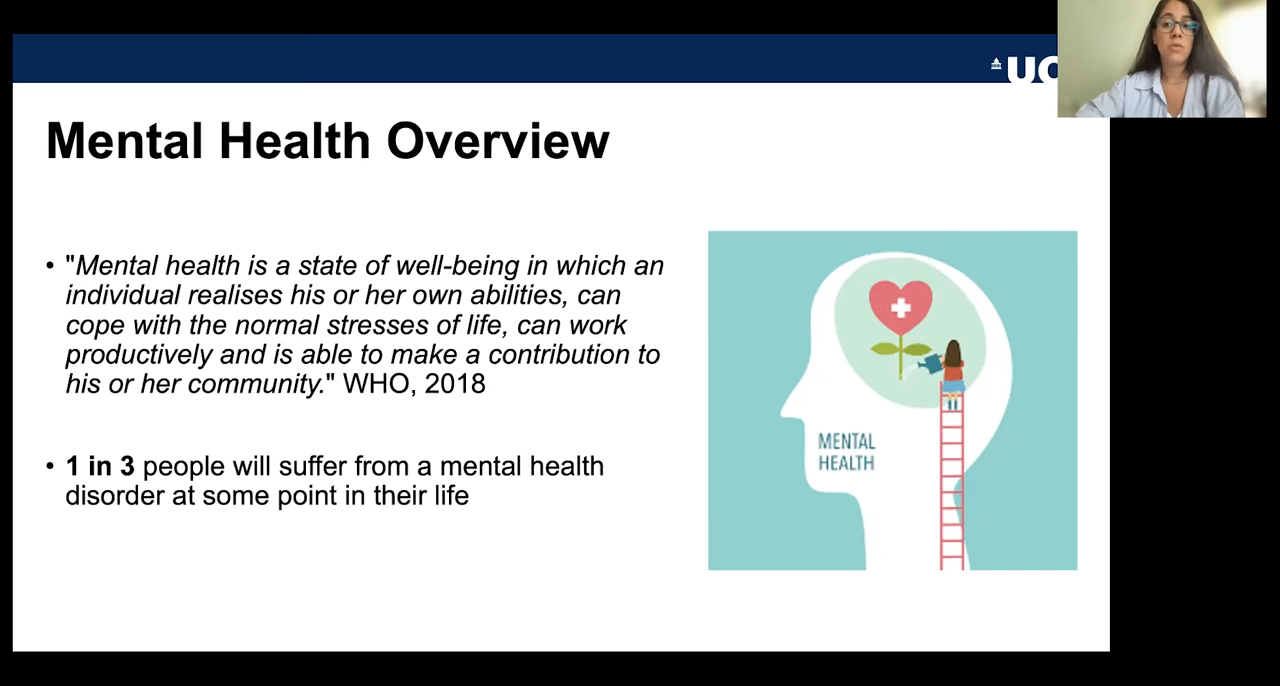 Mental Health Overview
• "Mental health is a state of well-being in which an
individual realises his or her own abilities, can
cope with the normal stresses of life, can work
productively and is able to make a contribution to
his or her community." WHO, 2018
• 1 in 3 people will suffer from a mental health
disorder at some point in their life
MENTAL
HEALTH